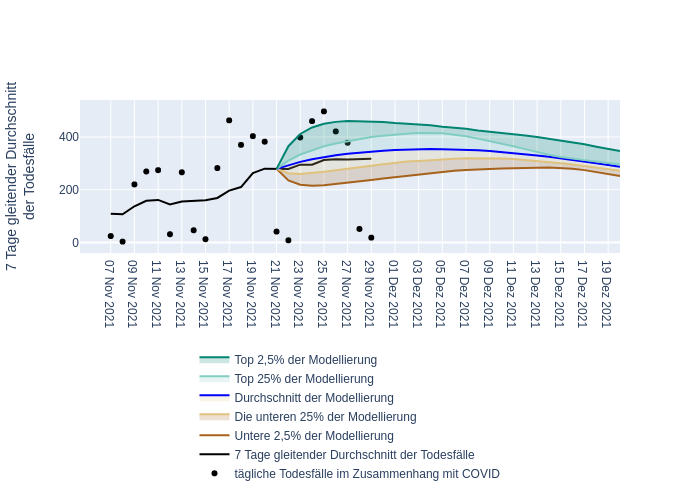 7 Tage gleitender Durchschnitt
der Todesfälle
400
200
0
07 Nov 2021
09 Nov 2021
11 Nov 2021
13 Nov 2021
15 Nov 2021
17 Nov 2021
19 Nov 2021
21 Nov 2021
23 Nov 2021
25 Nov 2021
27 Nov 2021
29 Nov 2021
01 Dez 2021
03 Dez 2021
05 Dez 2021
07 Dez 2021
09 Dez 2021
11 Dez 2021
13 Dez 2021
15 Dez 2021
17 Dez 2021
19 Dez 2021
Top 2,5% der Modellierung
Top 25% der Modellierung
Durchschnitt der Modellierung
Die unteren 25% der Modellierung
Untere 2,5% der Modellierung
7 Tage gleitender Durchschnitt der Todesfälle
tägliche Todesfälle im Zusammenhang mit COVID